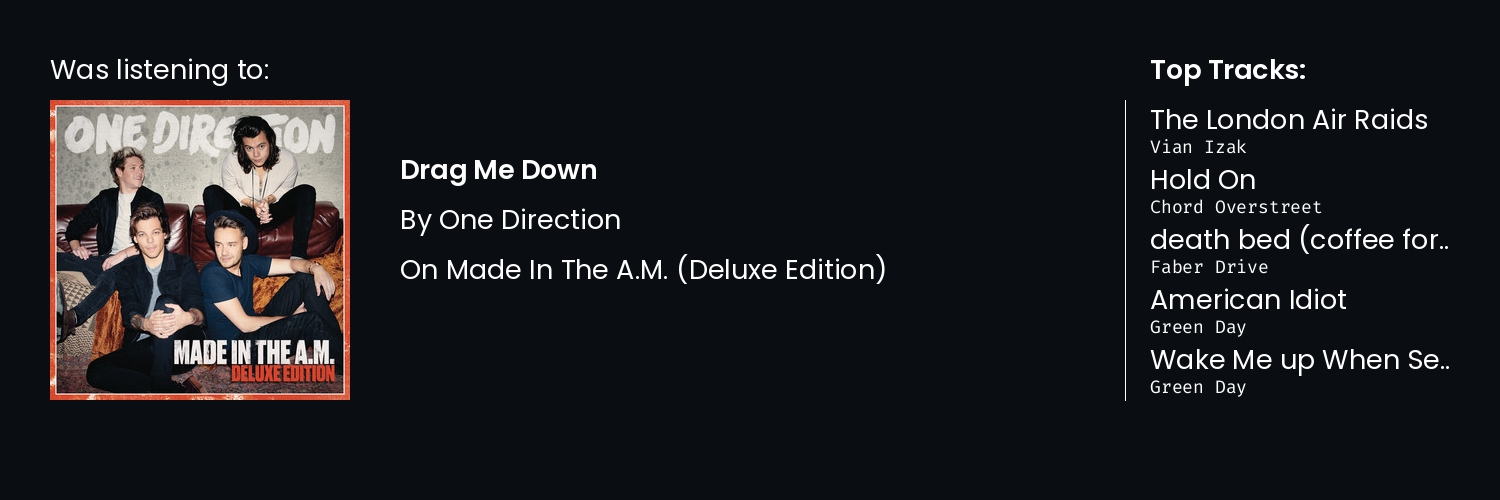 Was listening to:
ONE DIRECTION
MADE IN THE A.M.
DELUXE EDITION
Drag Me Down
By One Direction
On Made In The A.M. (Deluxe Edition)
Top Tracks:
The London Air Raids
Vian Izak
Hold On
Chord Overstreet
death bed (coffee for..
Faber Drive
American Idiot
Green Day
Wake Me up When Se..
Green Day